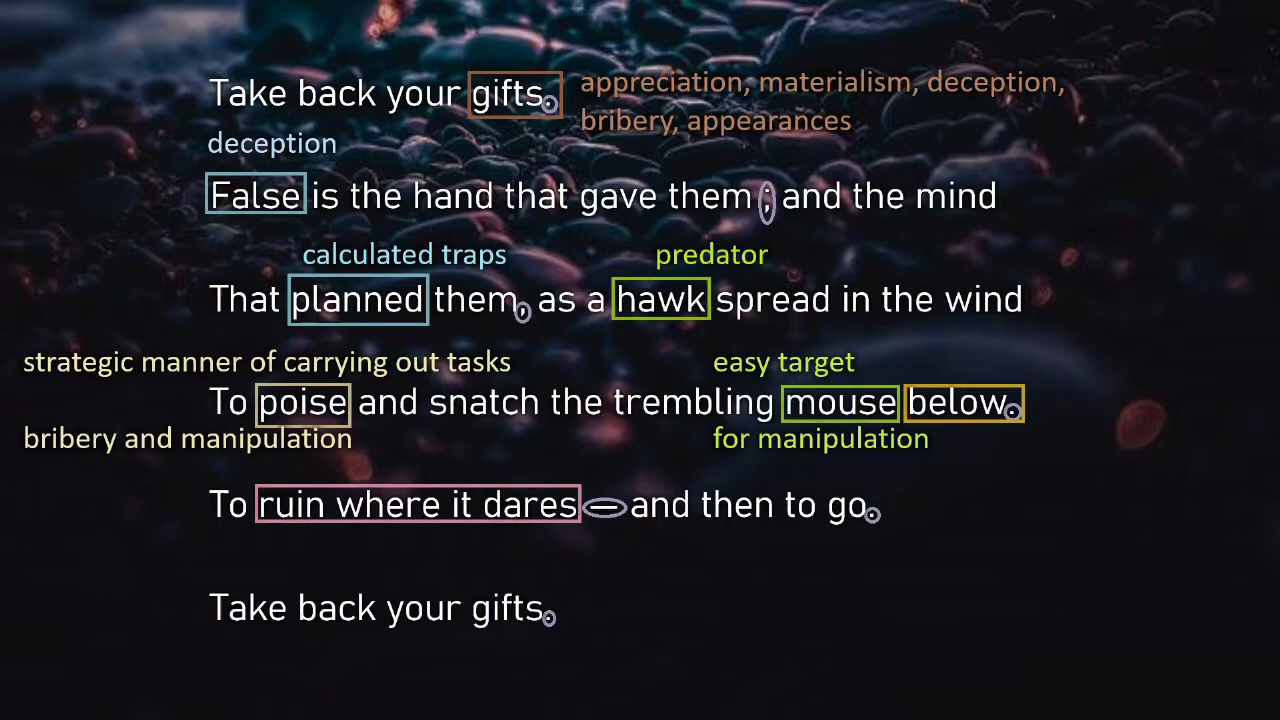 Take back your gifts. appreciation, materialism, deception,
bribery, appearances
deception
False is the hand that gave them ; and the mind
calculated traps predator
That planned them, as a hawk spread in the wind
strategic manner of carrying out tasks easy target
To poise and snatch the trembling mouse below.
bribery and manipulation for manipulation
To ruin where it dares — and then to go.
Take back your gifts.